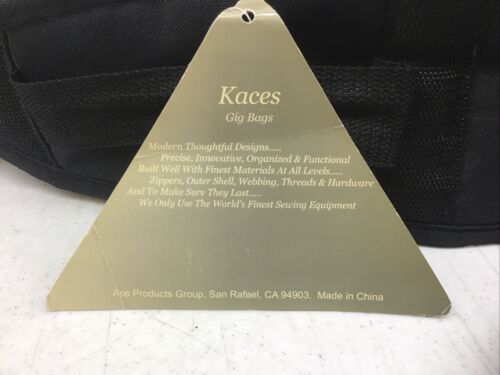 Kaces
Gig Bags
Modern Thoughtful Designs.....
Precise, Innovative, Organized & Functional
Built Well With Finest Materials At All Levels.....
Zippers, Outer Shell, Webbing, Threads & Hardware
And To Make Sure They Last.....
We Only Use The World's Finest Sewing Equipment
Ace Products Group, San Rafael, CA 94903. Made in China